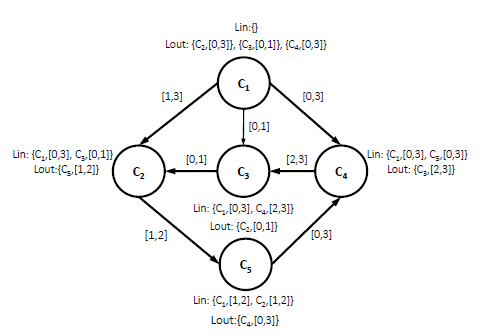 Lin:{}
Lout: {C₂,[0,3]}, {C₃,[0,1]}, {C₄,[0,3]}
C₁
[1,3]
[0,3]
[0,1]
Lin: {C₁,[0,3], C₃,[0,1]}
Lout:{C₅,[1,2]}
C₂
[0,1]
C₃
[2,3]
C₄
Lin: {C₁,[0,3], C₅,[0,3]}
Lout: {C₃,[2,3]}
Lin: {C₁,[0,3], C₄,[2,3]}
Lout: {C₂,[0,1]}
[1,2]
[0,3]
C₅
Lin: {C₁,[1,2], C₂,[1,2]}
Lout:{C₄,[0,3]}